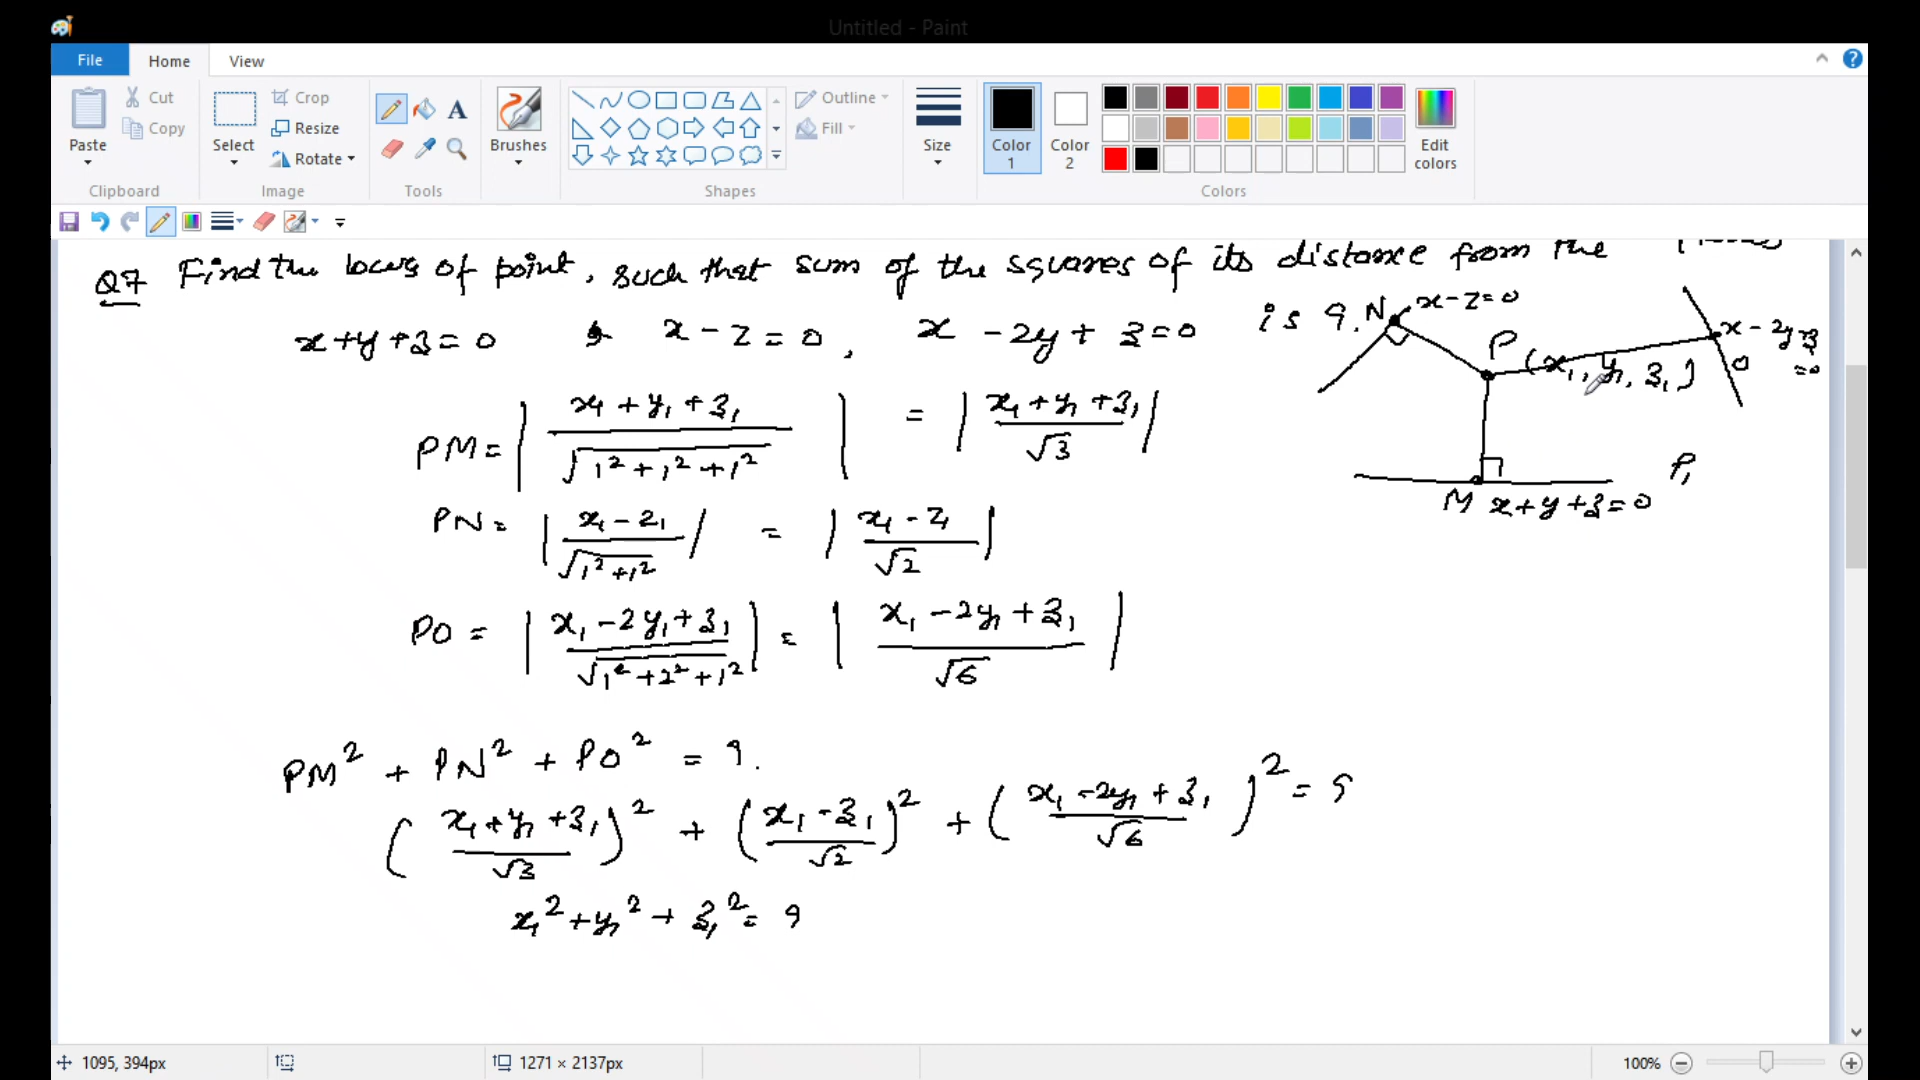 Untitled - Paint
File Home View
Cut
Copy
Paste
Clipboard
Crop
Resize
Rotate
Select
Image
A
Tools
Brushes
Outline
Fill
Shapes
Size
Color 1
Color 2
Edit colors
Colors
Q7 Find the locus of point, such that sum of the squares of its distance from the
x+y+z=0 & x-z=0, x-2y+z=0 is 9.
N x-z=0
P (x₁, y₁, z₁)
x-2y+z=0
O
P₁
M x+y+z=0
PM = | (x₁+y₁+z₁)/√(1²+1²+1²) | = | (x₁+y₁+z₁)/√3 |
PN = | (x₁-z₁)/√(1²+1²) | = | (x₁-z₁)/√2 |
PO = | (x₁-2y₁+z₁)/√(1²+2²+1²) | = | (x₁-2y₁+z₁)/√6 |
PM² + PN² + PO² = 9.
((x₁+y₁+z₁)/√3)² + ((x₁-z₁)/√2)² + ((x₁-2y₁+z₁)/√6)² = 9
x₁²+y₁²+z₁² = 9
1095, 394px
1271 × 2137px
100%